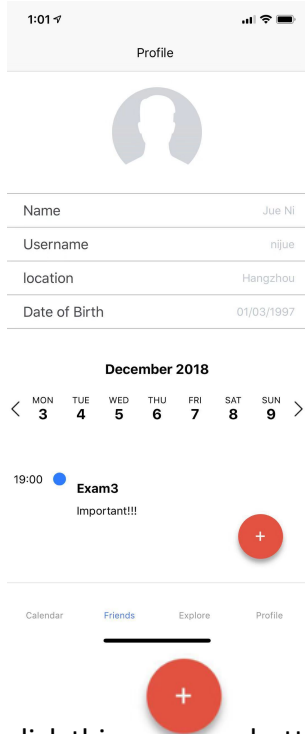 1:01
Profile
Name Jue Ni
Username nijue
location Hangzhou
Date of Birth 01/03/1997
December 2018
MON TUE WED THU FRI SAT SUN
< 3 4 5 6 7 8 9 >
19:00 Exam3
Important!!!
+
Calendar Friends Explore Profile
+